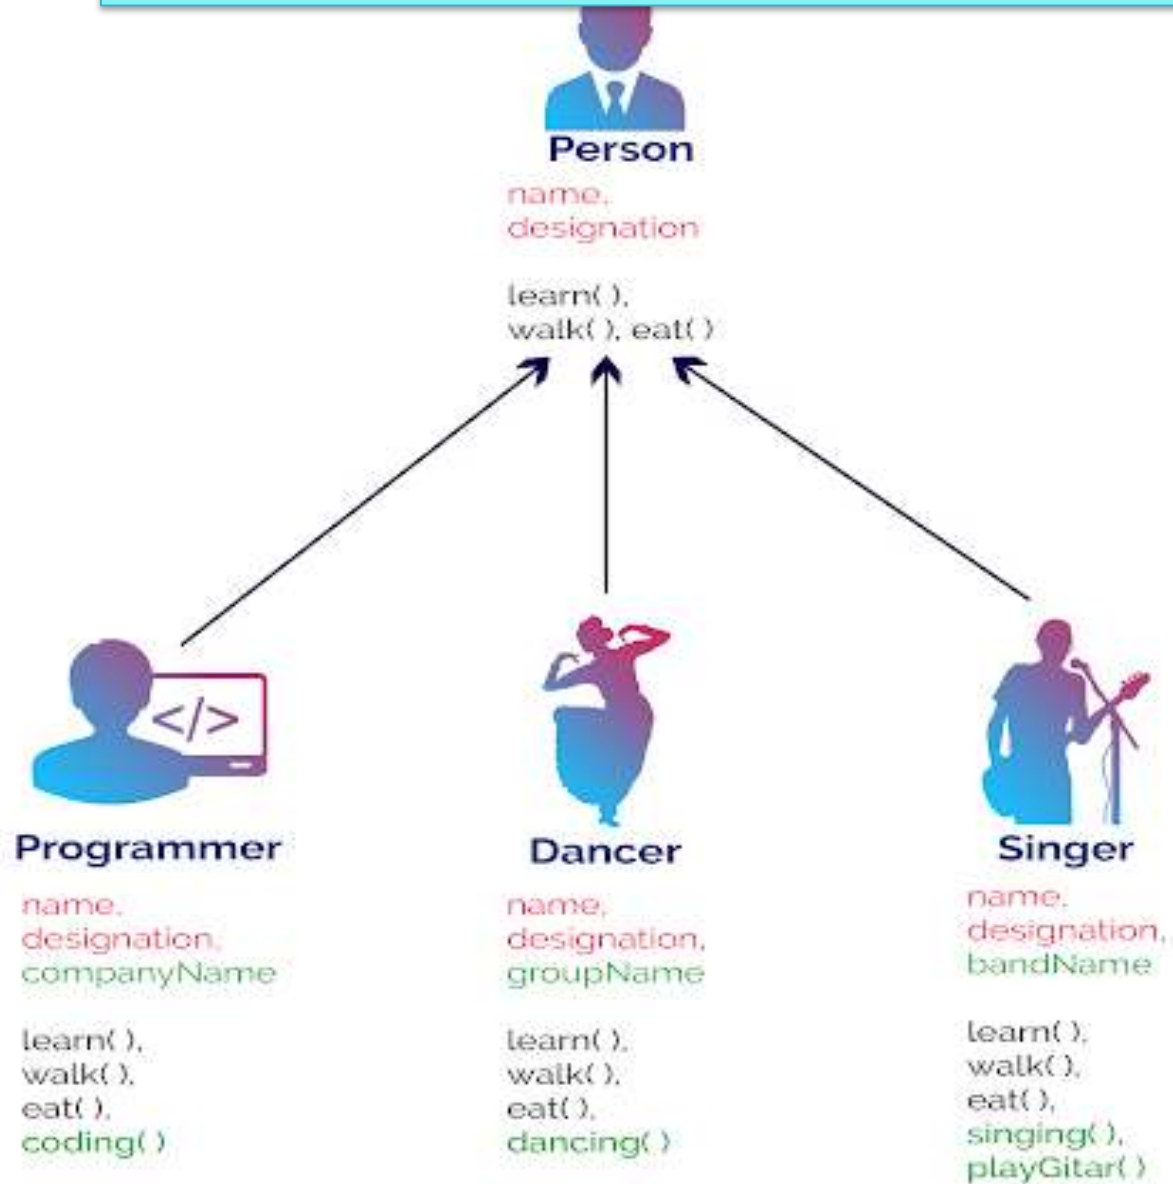 Person
name,
designation
learn( ),
walk( ), eat( )
</>
Programmer
name,
designation,
companyName
learn( ),
walk( ),
eat( ),
coding( )
Dancer
name,
designation,
groupName
learn( ),
walk( ),
eat( ),
dancing( )
Singer
name,
designation,
bandName
learn( ),
walk( ),
eat( ),
singing( ),
playGitar( )